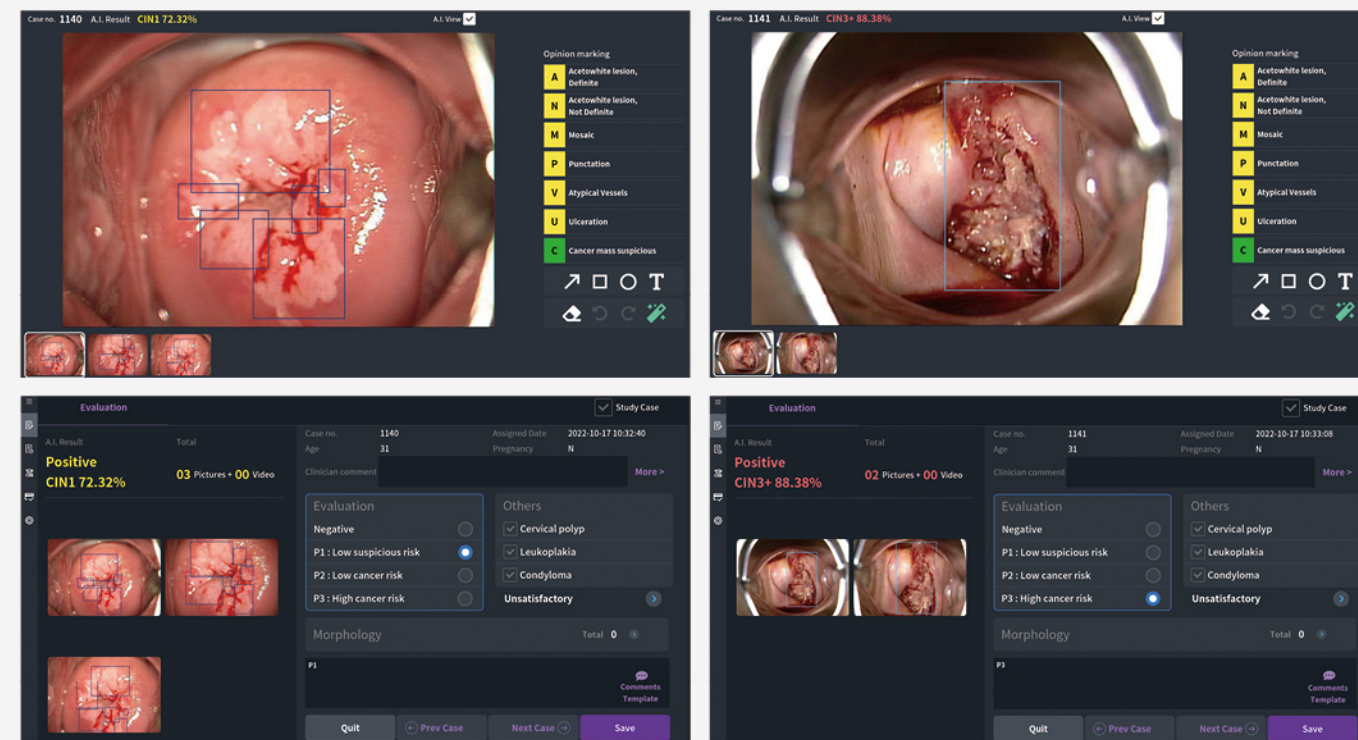 Case no. 1140 A.I. Result CIN1 72.32% A.I. View
Opinion marking
A Acetowhite lesion,
Definite
N Acetowhite lesion,
Not Definite
M Mosaic
P Punctation
V Atypical Vessels
U Ulceration
C Cancer mass suspicious
T
Case no. 1141 A.I. Result CIN3+ 88.38% A.I. View
Opinion marking
A Acetowhite lesion,
Definite
N Acetowhite lesion,
Not Definite
M Mosaic
P Punctation
V Atypical Vessels
U Ulceration
C Cancer mass suspicious
T
Evaluation
Study Case
A.I. Result Total
Positive
CIN1 72.32%
03 Pictures + 00 Video
Case no. 1140 Assigned Date 2022-10-17 10:32:40
Age 31 Pregnancy N
Clinician comment More >
Evaluation
Negative
P1 : Low suspicious risk
P2 : Low cancer risk
P3 : High cancer risk
Others
Cervical polyp
Leukoplakia
Condyloma
Unsatisfactory
Morphology Total 0
P1
Comments
Template
Quit Prev Case Next Case Save
Evaluation
Study Case
A.I. Result Total
Positive
CIN3+ 88.38%
02 Pictures + 00 Video
Case no. 1141 Assigned Date 2022-10-17 10:33:08
Age 31 Pregnancy N
Clinician comment More >
Evaluation
Negative
P1 : Low suspicious risk
P2 : Low cancer risk
P3 : High cancer risk
Others
Cervical polyp
Leukoplakia
Condyloma
Unsatisfactory
Morphology Total 0
P3
Comments
Template
Quit Prev Case Next Case Save